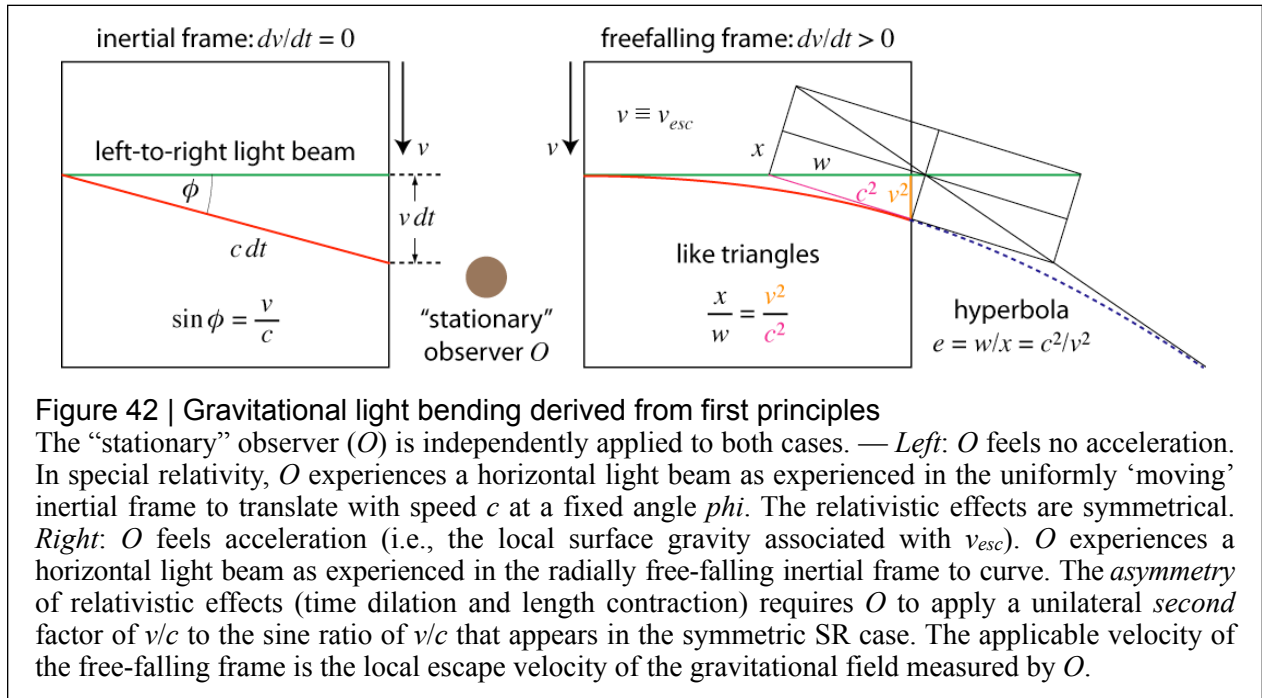 inertial frame: dv/dt = 0
freefalling frame: dv/dt > 0
v ≡ v_esc
v
v
left-to-right light beam
x
w
ϕ
c² v²
v dt
c dt
like triangles
sin ϕ = v/c
"stationary"
observer O
x/w = v²/c²
hyperbola
e = w/x = c²/v²
Figure 42 | Gravitational light bending derived from first principles
The “stationary” observer (O) is independently applied to both cases. — Left: O feels no acceleration.
In special relativity, O experiences a horizontal light beam as experienced in the uniformly ‘moving’
inertial frame to translate with speed c at a fixed angle phi. The relativistic effects are symmetrical.
Right: O feels acceleration (i.e., the local surface gravity associated with v_esc). O experiences a
horizontal light beam as experienced in the radially free-falling inertial frame to curve. The asymmetry
of relativistic effects (time dilation and length contraction) requires O to apply a unilateral second
factor of v/c to the sine ratio of v/c that appears in the symmetric SR case. The applicable velocity of
the free-falling frame is the local escape velocity of the gravitational field measured by O.